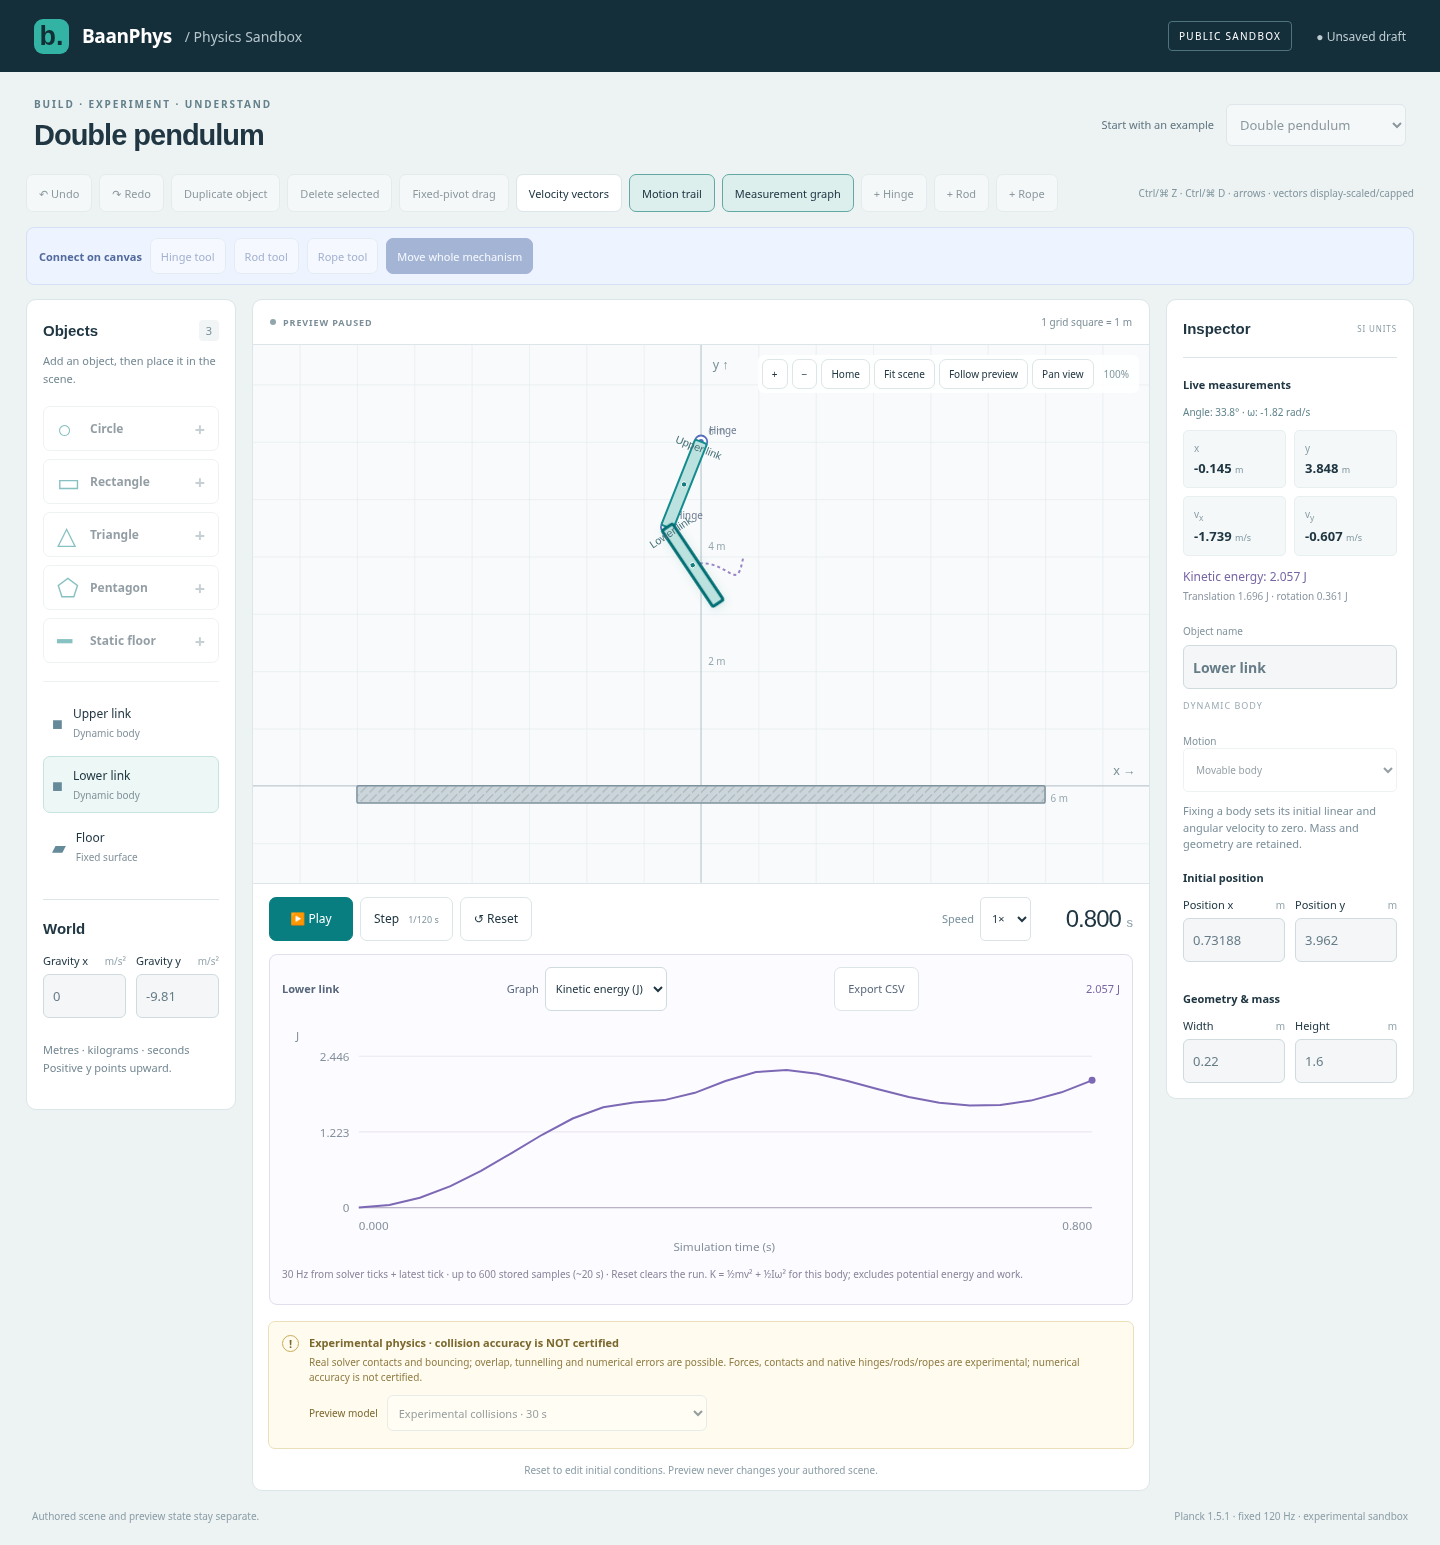 b. BaanPhys / Physics Sandbox
PUBLIC SANDBOX
● Unsaved draft
BUILD · EXPERIMENT · UNDERSTAND
Double pendulum
Start with an example
Double pendulum
↶ Undo
↷ Redo
Duplicate object
Delete selected
Fixed-pivot drag
Velocity vectors
Motion trail
Measurement graph
+ Hinge
+ Rod
+ Rope
Ctrl/⌘ Z · Ctrl/⌘ D · arrows · vectors display-scaled/capped
Connect on canvas
Hinge tool
Rod tool
Rope tool
Move whole mechanism
Objects
3
Add an object, then place it in the
scene.
Circle +
Rectangle +
Triangle +
Pentagon +
Static floor +
Upper link
Dynamic body
Lower link
Dynamic body
Floor
Fixed surface
World
Gravity x m/s²
Gravity y m/s²
0
-9.81
Metres · kilograms · seconds
Positive y points upward.
PREVIEW PAUSED
1 grid square = 1 m
y ↑
+
−
Home
Fit scene
Follow preview
Pan view
100%
Hinge
Upper link
Lower link
4 m
2 m
x →
6 m
▶ Play
Step 1/120 s
↺ Reset
Speed
1×
0.800 s
Lower link
Graph
Kinetic energy (J)
Export CSV
2.057 J
J
2.446
1.223
0
0.000
0.800
Simulation time (s)
30 Hz from solver ticks + latest tick · up to 600 stored samples (~20 s) · Reset clears the run. K = ½mv² + ½Iω² for this body; excludes potential energy and work.
!
Experimental physics · collision accuracy is NOT certified
Real solver contacts and bouncing; overlap, tunnelling and numerical errors are possible. Forces, contacts and native hinges/rods/ropes are experimental; numerical
accuracy is not certified.
Preview model
Experimental collisions · 30 s
Reset to edit initial conditions. Preview never changes your authored scene.
Inspector
SI UNITS
Live measurements
Angle: 33.8° · ω: -1.82 rad/s
x
-0.145 m
y
3.848 m
vx
-1.739 m/s
vy
-0.607 m/s
Kinetic energy: 2.057 J
Translation 1.696 J · rotation 0.361 J
Object name
Lower link
DYNAMIC BODY
Motion
Movable body
Fixing a body sets its initial linear and
angular velocity to zero. Mass and
geometry are retained.
Initial position
Position x m
Position y m
0.73188
3.962
Geometry & mass
Width m
Height m
0.22
1.6
Authored scene and preview state stay separate.
Planck 1.5.1 · fixed 120 Hz · experimental sandbox